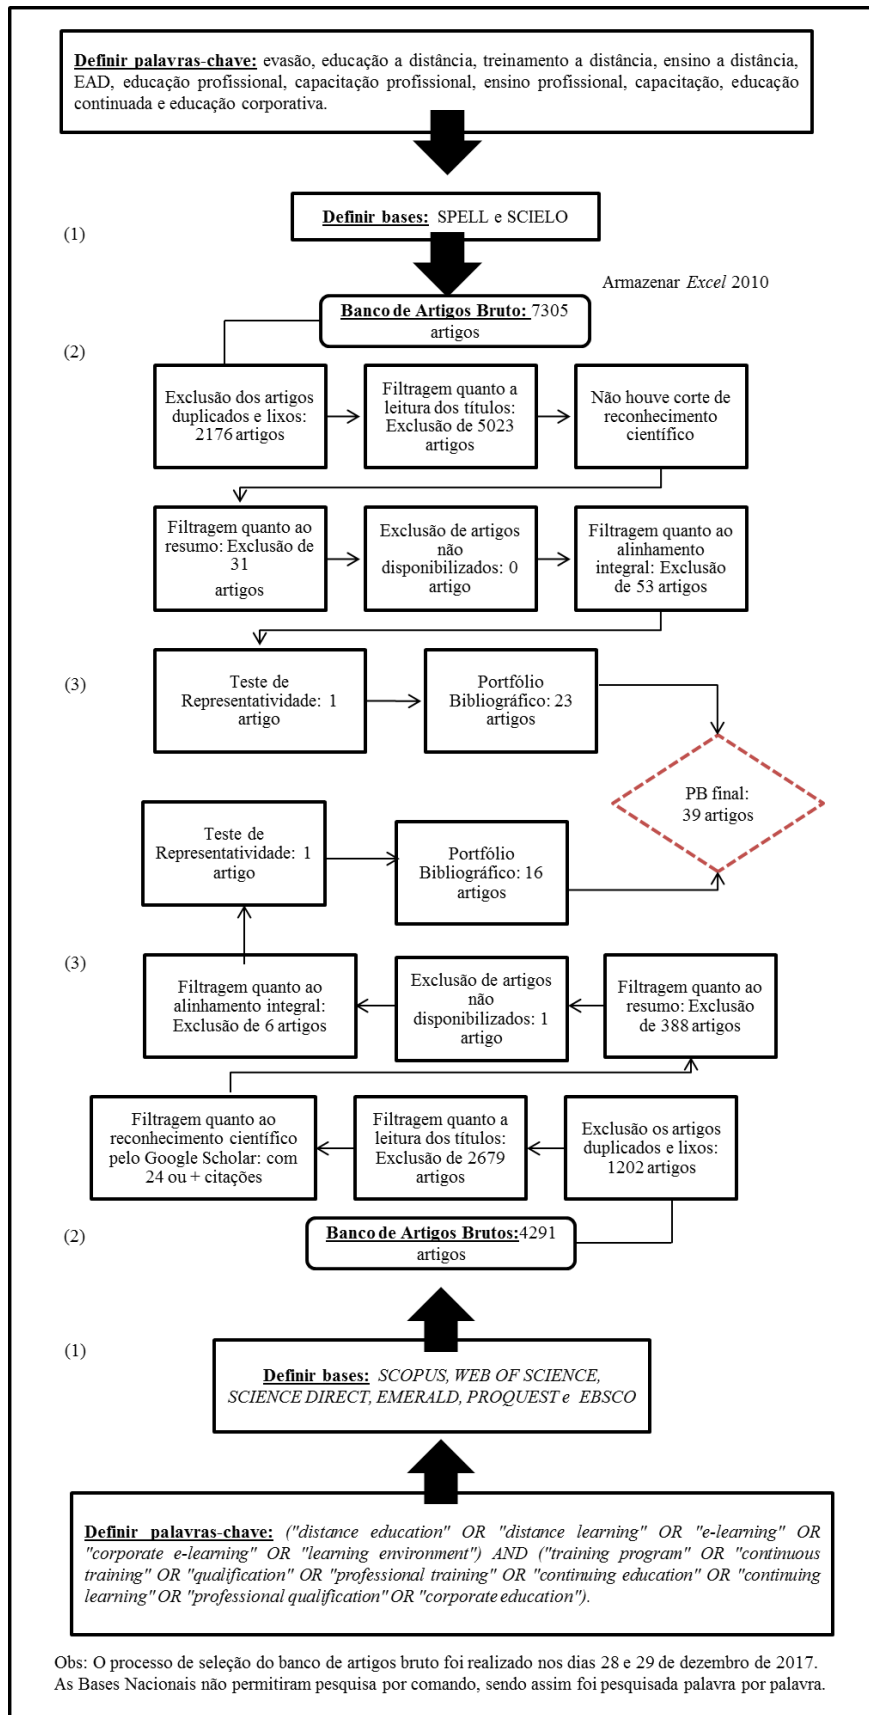 Definir palavras-chave: evasão, educação a distância, treinamento a distância, ensino a distância,
EAD, educação profissional, capacitação profissional, ensino profissional, capacitação, educação
continuada e educação corporativa.
Definir bases: SPELL e SCIELO
(1)
Armazenar Excel 2010
Banco de Artigos Bruto: 7305
artigos
(2)
Exclusão dos artigos
duplicados e lixos:
2176 artigos
Filtragem quanto a
leitura dos títulos:
Exclusão de 5023
artigos
Não houve corte de
reconhecimento
científico
Filtragem quanto ao
resumo: Exclusão de
31
artigos
Exclusão de artigos
não
disponibilizados: 0
artigo
Filtragem quanto ao
alinhamento
integral: Exclusão
de 53 artigos
(3)
Teste de
Representatividade: 1
artigo
Portfólio
Bibliográfico: 23
artigos
PB final:
39 artigos
Teste de
Representatividade: 1
artigo
Portfólio
Bibliográfico: 16
artigos
(3)
Filtragem quanto ao
alinhamento integral:
Exclusão de 6 artigos
Exclusão de artigos
não
disponibilizados: 1
artigo
Filtragem quanto ao
resumo: Exclusão
de 388 artigos
Filtragem quanto ao
reconhecimento científico
pelo Google Scholar: com
24 ou + citações
Filtragem quanto a
leitura dos títulos:
Exclusão de 2679
artigos
Exclusão os artigos
duplicados e lixos:
1202 artigos
(2)
Banco de Artigos Brutos:4291
artigos
(1)
Definir bases: SCOPUS, WEB OF SCIENCE,
SCIENCE DIRECT, EMERALD, PROQUEST e EBSCO
Definir palavras-chave: ("distance education" OR "distance learning" OR "e-learning" OR
"corporate e-learning" OR "learning environment") AND ("training program" OR "continuous
training" OR "qualification" OR "professional training" OR "continuing education" OR "continuing
learning" OR "professional qualification" OR "corporate education").
Obs: O processo de seleção do banco de artigos bruto foi realizado nos dias 28 e 29 de dezembro de 2017.
As Bases Nacionais não permitiram pesquisa por comando, sendo assim foi pesquisada palavra por palavra.